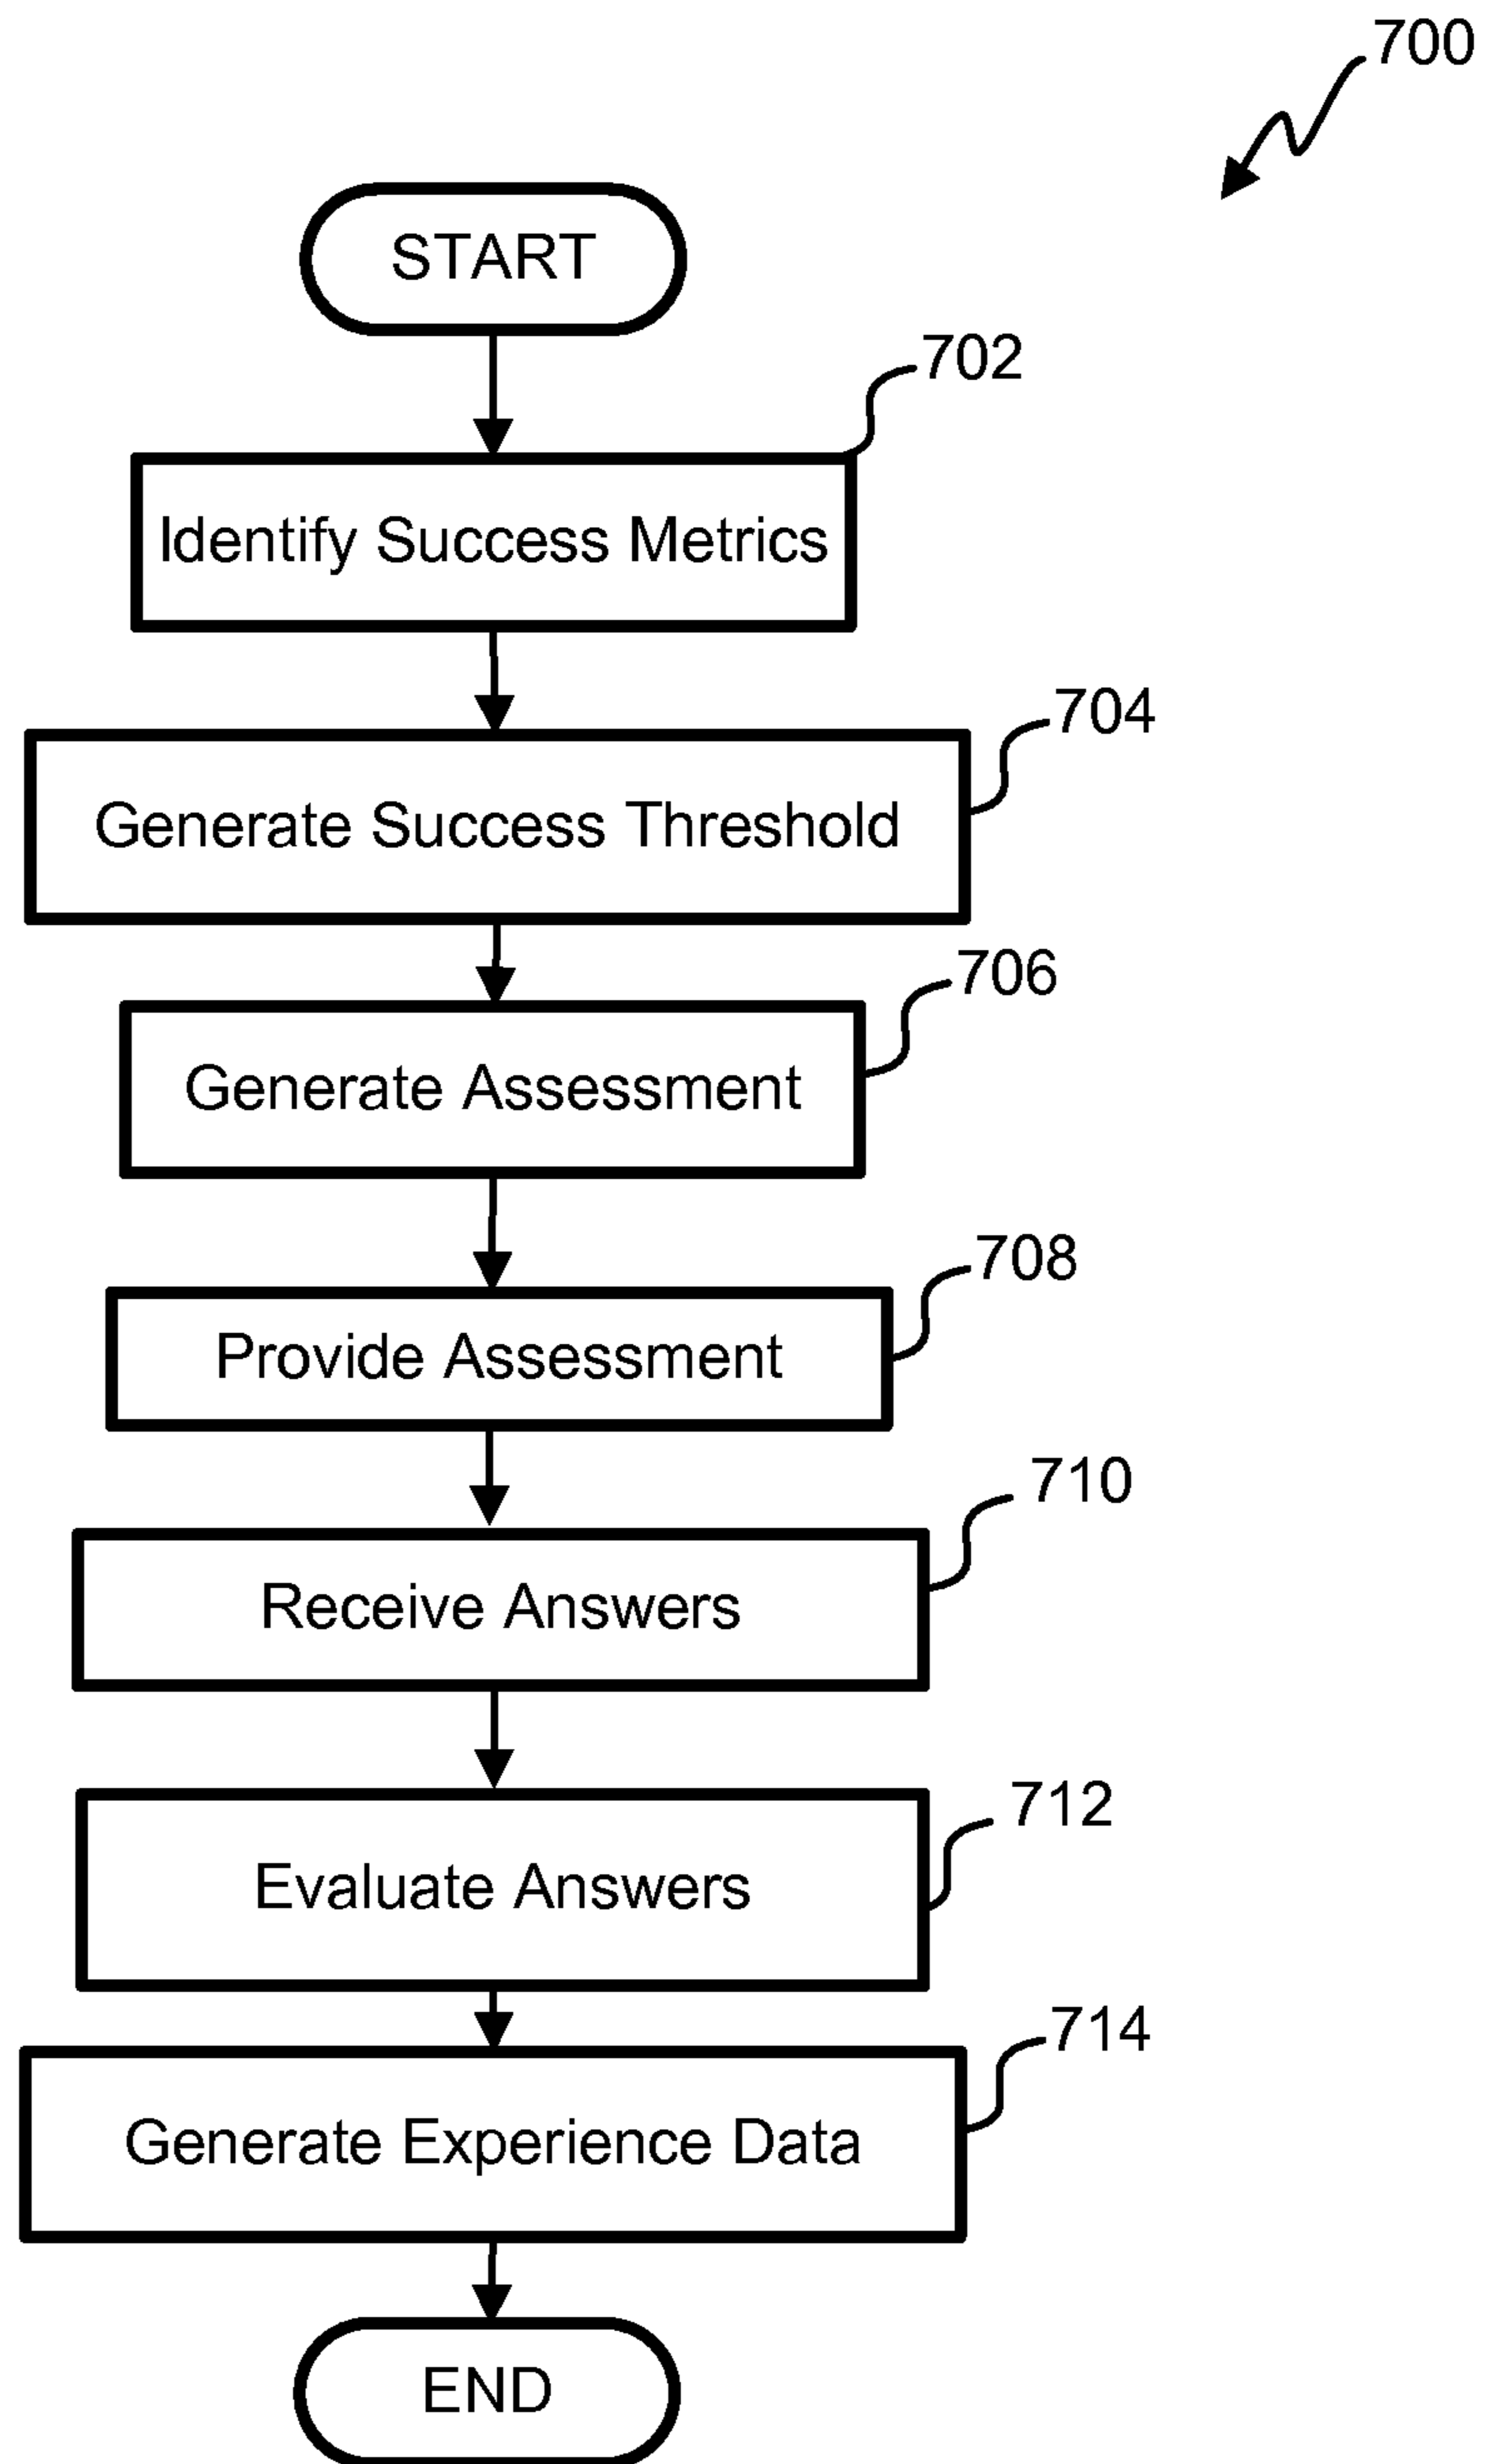 700
START
702
Identify Success Metrics
704
Generate Success Threshold
706
Generate Assessment
708
Provide Assessment
710
Receive Answers
712
Evaluate Answers
714
Generate Experience Data
END